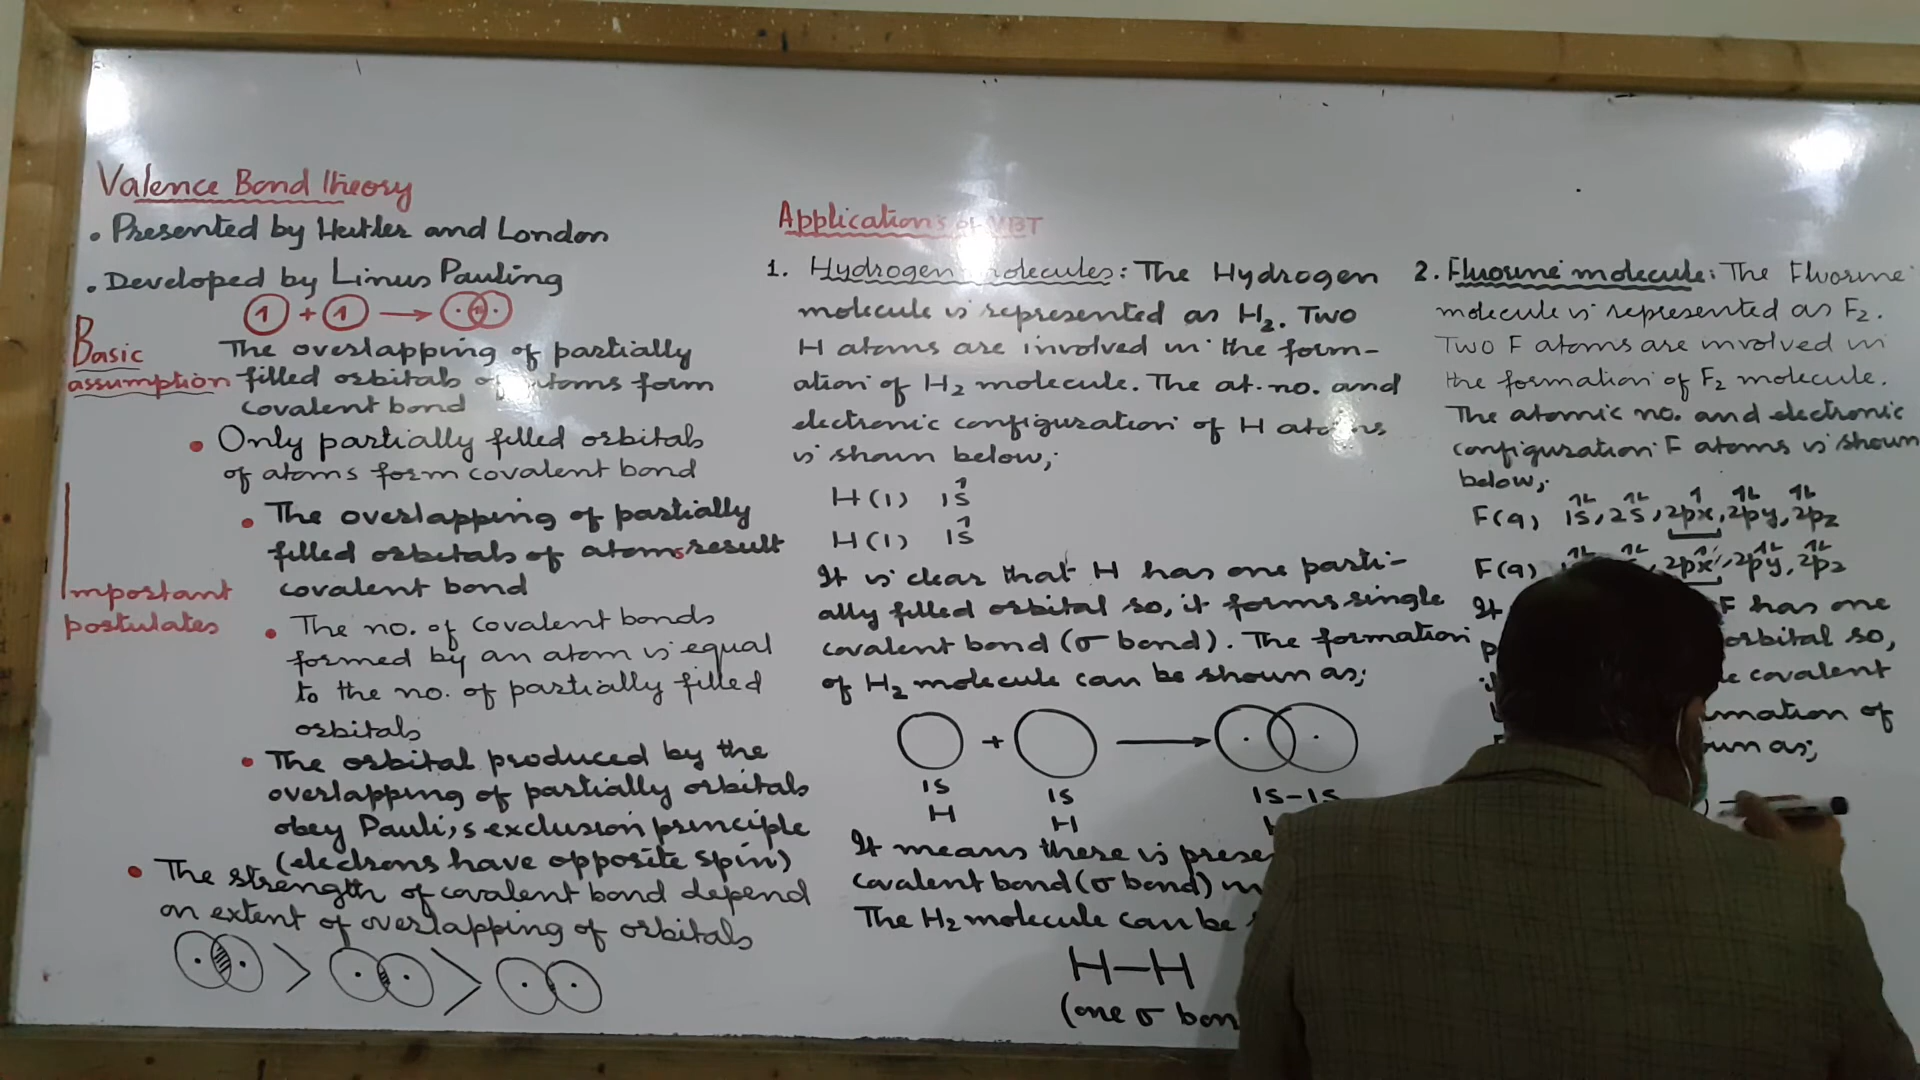 Valence Bond theory
• Presented by Heitler and London
• Developed by Linus Pauling
1 + 1 → 1
Basic
assumption
The overlapping of partially
filled orbitals of atoms form
covalent bond
• Only partially filled orbitals
of atoms form covalent bond
Important
postulates
• The overlapping of partially
filled orbitals of atoms result
covalent bond
• The no. of covalent bonds
formed by an atom is equal
to the no. of partially filled
orbitals
• The orbital produced by the
overlapping of partially orbitals
obey Pauli,s exclusion principle
(electrons have opposite spin)
• The strength of covalent bond depend
on extent of overlapping of orbitals
> >
Applications of VBT
1. Hydrogen molecules: The Hydrogen
molecule is represented as H₂. Two
H atoms are involved in the form-
ation of H₂ molecule. The at. no. and
electronic configuration of H atoms
is shown below;
H(1) 1s↿
H(1) 1s↿
It is clear that H has one parti-
ally filled orbital so, it forms single
covalent bond (σ bond). The formation
of H₂ molecule can be shown as;
+ →
1s 1s 1s-1s
H H
It means there is
covalent bond (σ bond)
The H₂ molecule can be
H—H
(one σ
2. Fluorine molecule: The Fluorine
molecule is represented as F₂.
Two F atoms are involved in
the formation of F₂ molecule.
The atomic no. and electronic
configuration F atoms is shown
below;
F(9) 1s⥮, 2s⥮, 2px↿, 2py⥮, 2pz⥮
F(9) 2px↿, 2py⥮, 2pz⥮
It F has one
orbital so,
covalent
of
as;